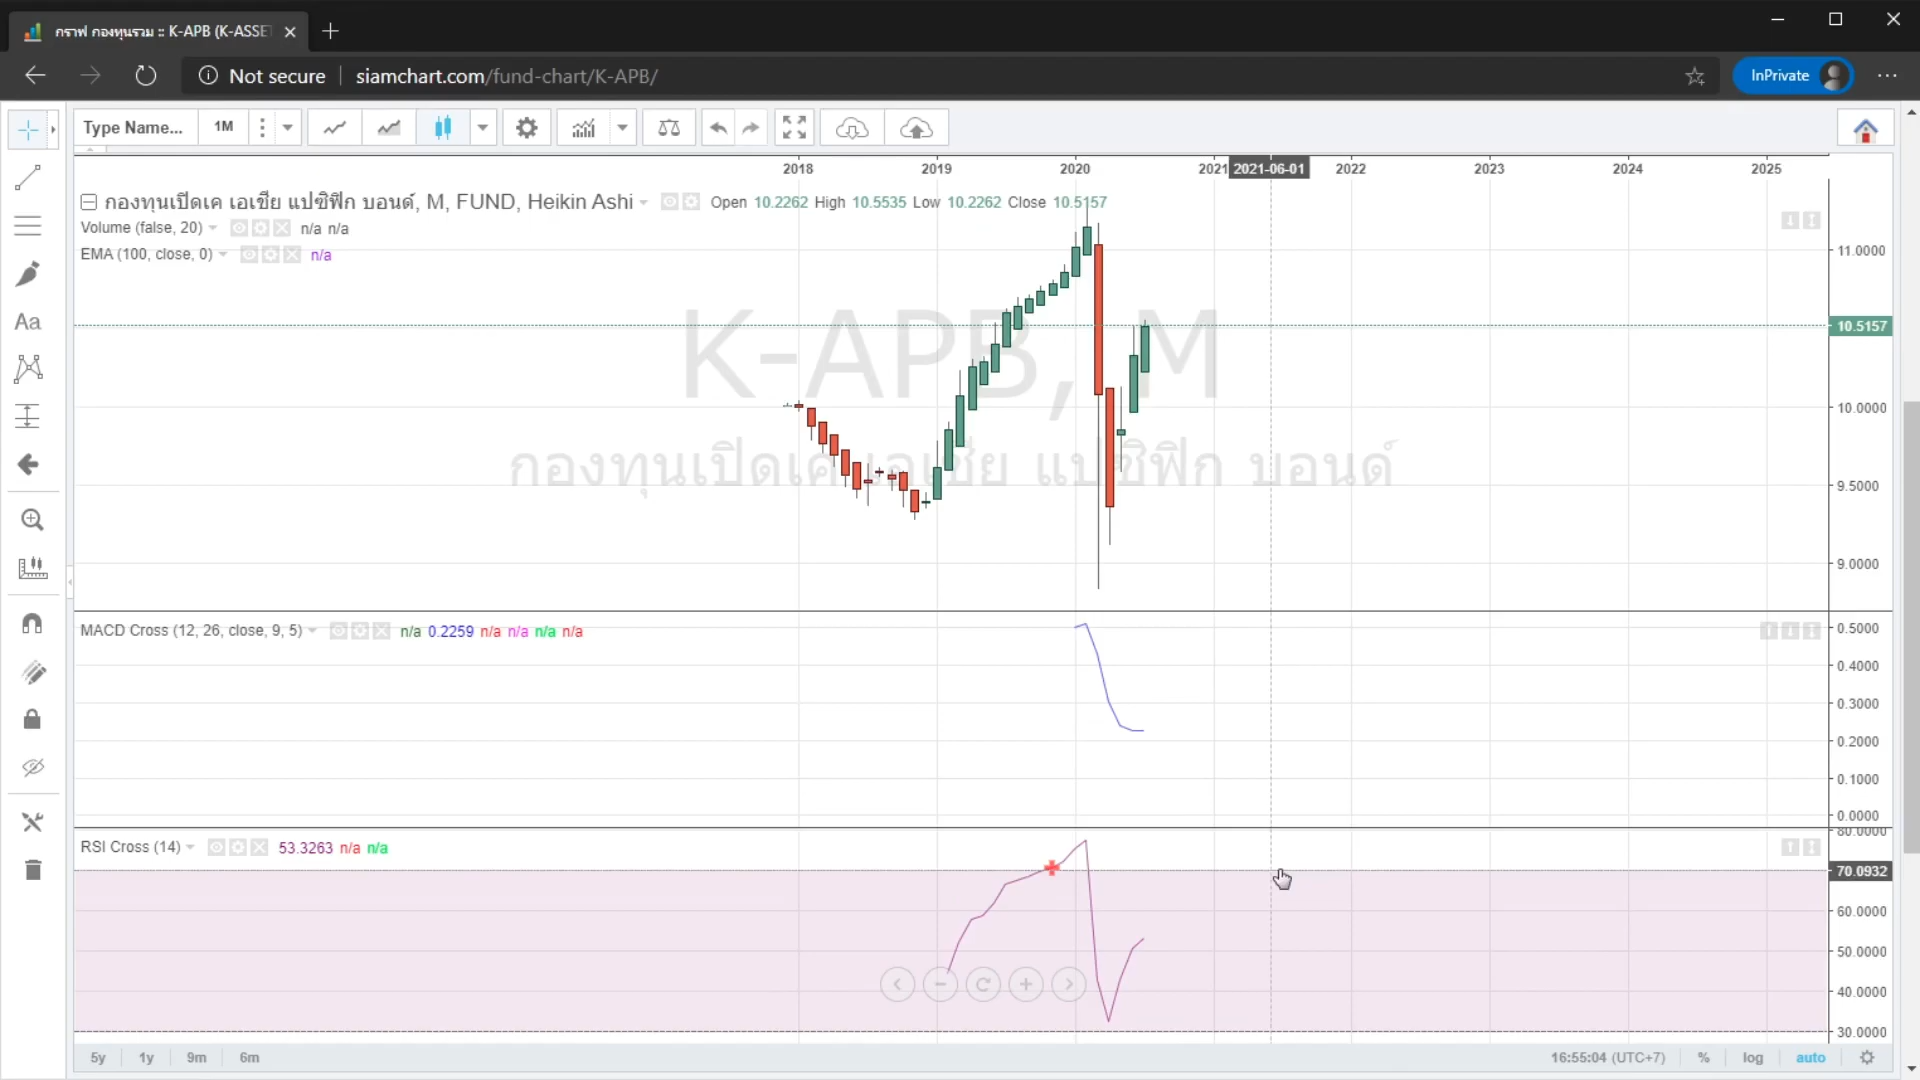 กราฟ กองทุนรวม :: K-APB (K-ASSE
Not secure
siamchart.com/fund-chart/K-APB/
InPrivate
Type Name...
1M
2018 2019 2020 2021 2021-06-01 2022 2023 2024 2025
กองทุนเปิดเค เอเชีย แปซิฟิก บอนด์, M, FUND, Heikin Ashi
Open 10.2262 High 10.5535 Low 10.2262 Close 10.5157
Volume (false, 20) n/a n/a
EMA (100, close, 0) n/a
11.0000
10.5157
10.0000
9.5000
9.0000
K-APB, M
กองทุนเปิดเค เอเชีย แปซิฟิก บอนด์
MACD Cross (12, 26, close, 9, 5) n/a 0.2259 n/a n/a n/a n/a
0.5000
0.4000
0.3000
0.2000
0.1000
0.0000
RSI Cross (14) 53.3263 n/a n/a
80.0000
70.0932
60.0000
50.0000
40.0000
30.0000
5y 1y 9m 6m
16:55:04 (UTC+7) % log auto
Aa